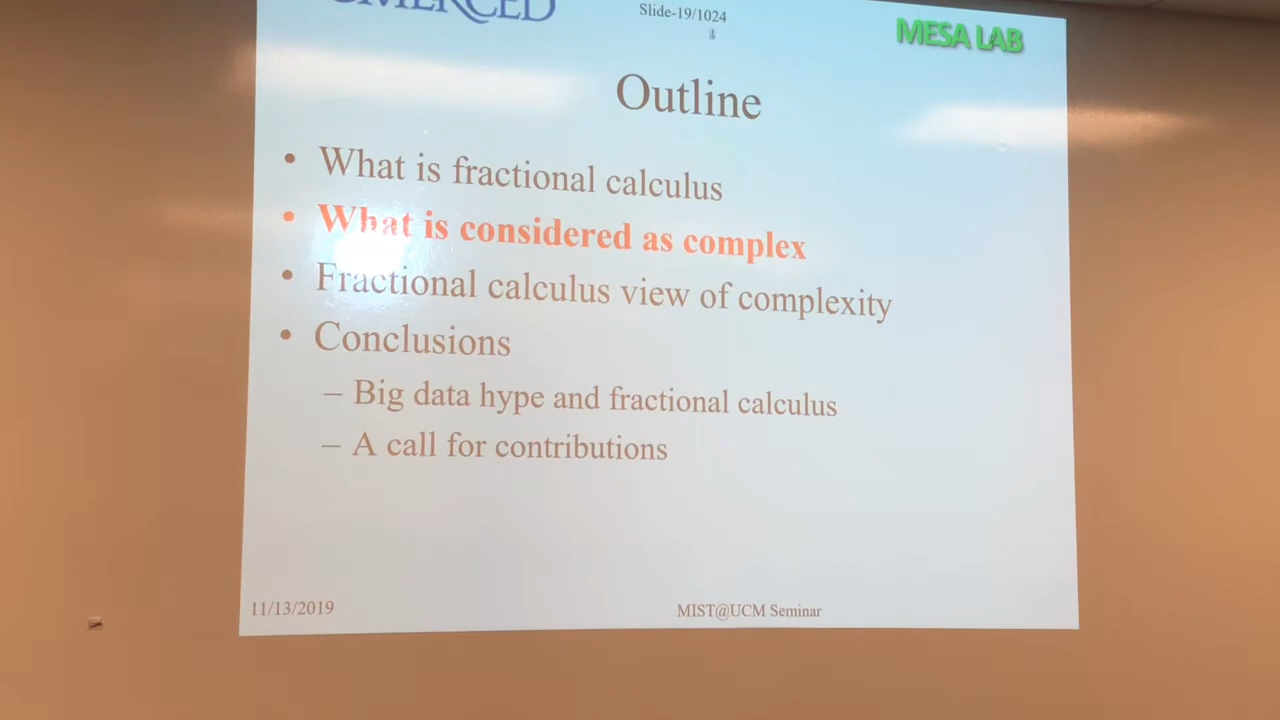 UCMERCED
Slide-19/1024
MESA LAB
Outline
• What is fractional calculus
• What is considered as complex
• Fractional calculus view of complexity
• Conclusions
– Big data hype and fractional calculus
– A call for contributions
11/13/2019
MIST@UCM Seminar